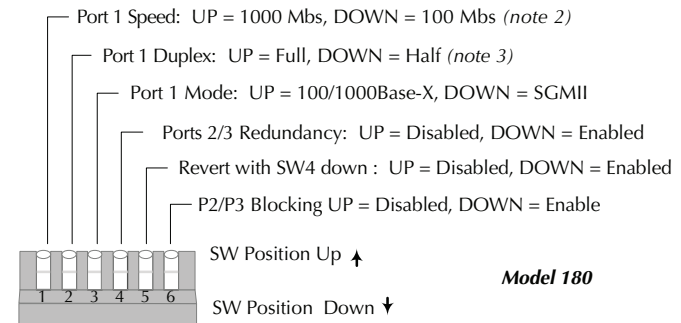 Port 1 Speed: UP = 1000 Mbs, DOWN = 100 Mbs (note 2)
Port 1 Duplex: UP = Full, DOWN = Half (note 3)
Port 1 Mode: UP = 100/1000Base-X, DOWN = SGMII
Ports 2/3 Redundancy: UP = Disabled, DOWN = Enabled
Revert with SW4 down : UP = Disabled, DOWN = Enabled
P2/P3 Blocking UP = Disabled, DOWN = Enable
SW Position Up
Model 180
1 2 3 4 5 6
SW Position Down